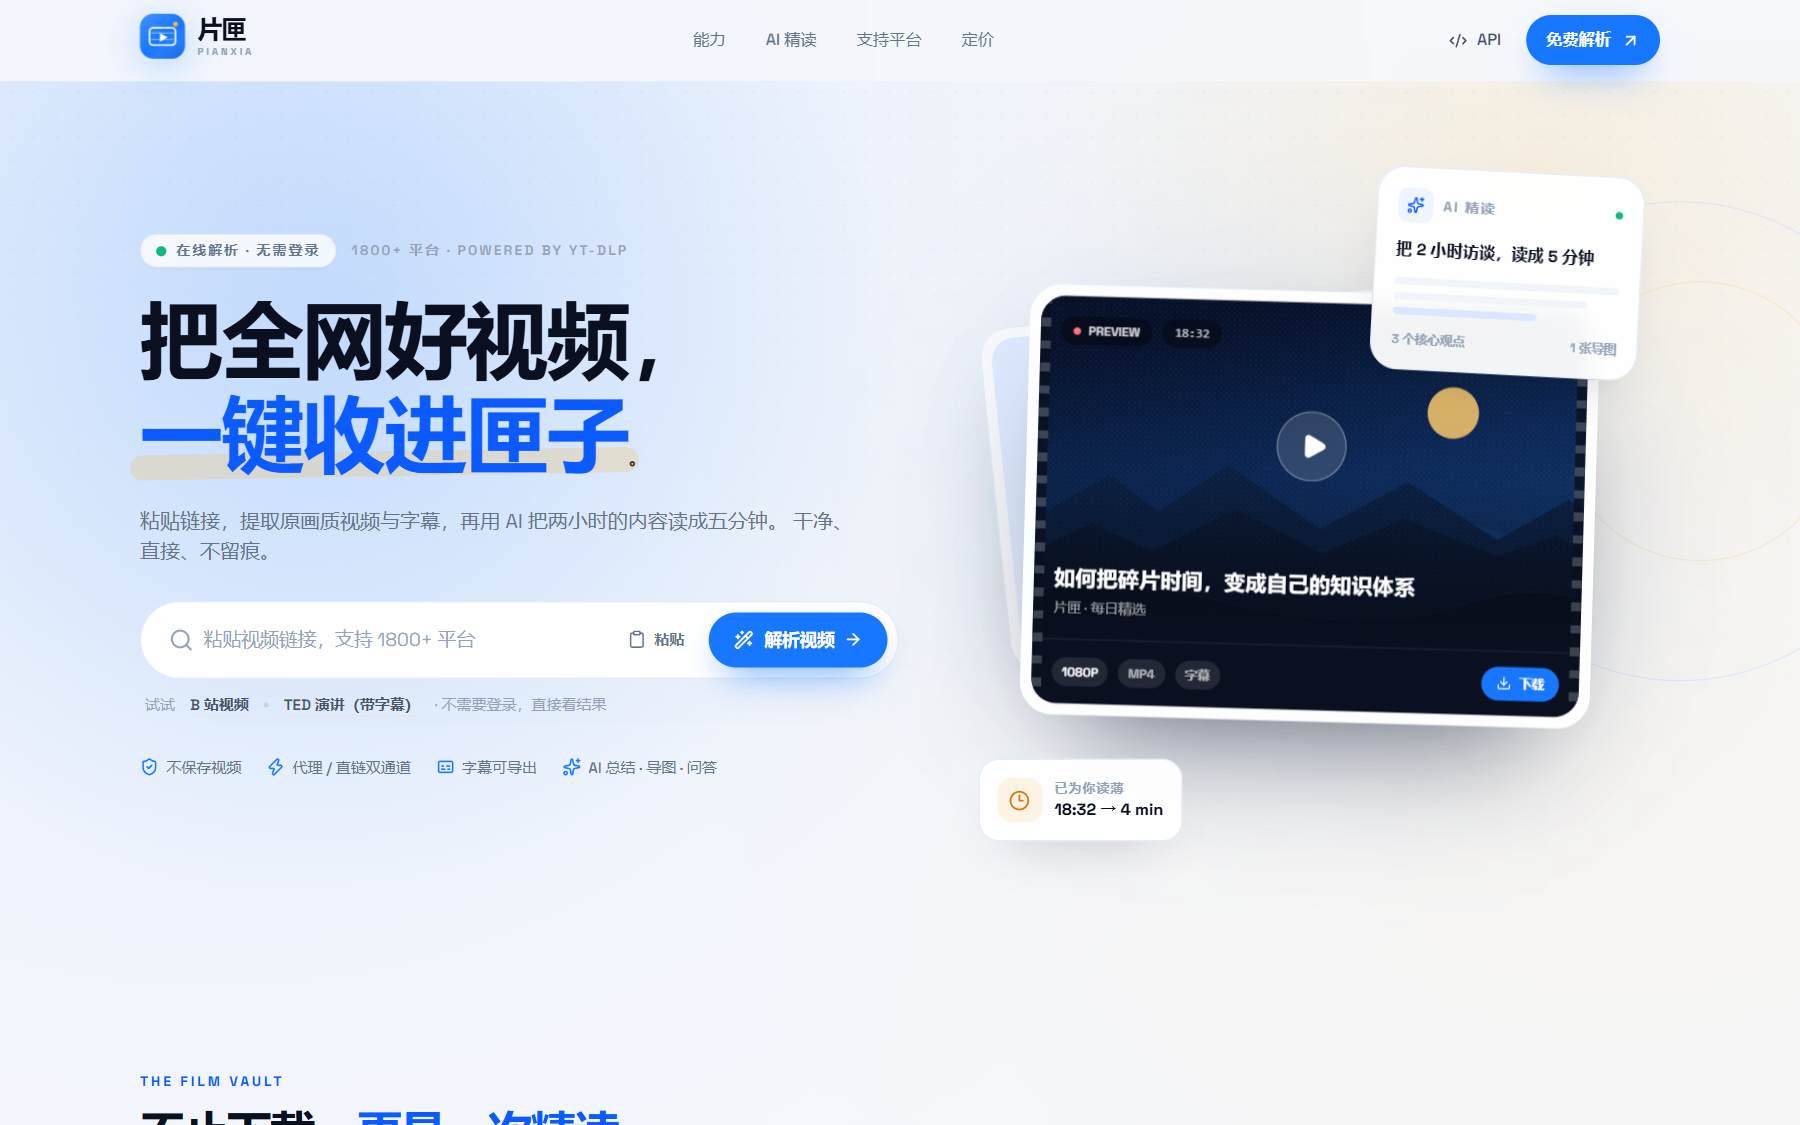 片匣
PIANXIA
能力
AI 精读
支持平台
定价
</> API
免费解析
在线解析 · 无需登录
1800+ 平台 · POWERED BY YT-DLP
把全网好视频，
一键收进匣子。
粘贴链接，提取原画质视频与字幕，再用 AI 把两小时的内容读成五分钟。 干净、
直接、不留痕。
粘贴视频链接，支持 1800+ 平台
粘贴
解析视频
试试 B 站视频 • TED 演讲（带字幕） · 不需要登录，直接看结果
不保存视频
代理 / 直链双通道
字幕可导出
AI 总结 · 导图 · 问答
AI 精读
把 2 小时访谈，读成 5 分钟
3 个核心观点
1 张导图
PREVIEW
18:32
如何把碎片时间，变成自己的知识体系
片匣 · 每日精选
1080P
MP4
字幕
下载
已为你读薄
18:32 → 4 min
THE FILM VAULT